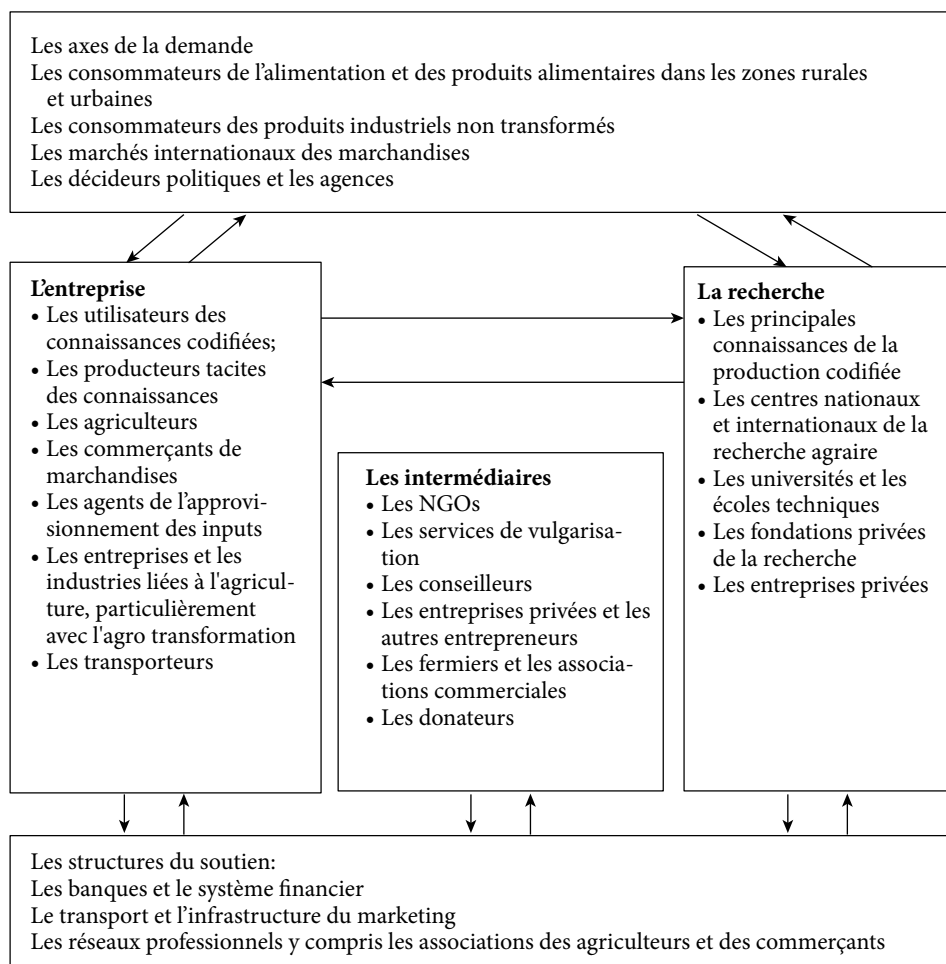 Les axes de la demande
Les consommateurs de l’alimentation et des produits alimentaires dans les zones rurales
et urbaines
Les consommateurs des produits industriels non transformés
Les marchés internationaux des marchandises
Les décideurs politiques et les agences
L’entreprise
• Les utilisateurs des
connaissances codifiées;
• Les producteurs tacites
des connaissances
• Les agriculteurs
• Les commerçants de
marchandises
• Les agents de l’approvi-
sionnement des inputs
• Les entreprises et les
industries liées à l'agricul-
ture, particulièrement
avec l'agro transformation
• Les transporteurs
Les intermédiaires
• Les NGOs
• Les services de vulgarisa-
tion
• Les conseilleurs
• Les entreprises privées et les
autres entrepreneurs
• Les fermiers et les associa-
tions commerciales
• Les donateurs
La recherche
• Les principales
connaissances de la
production codifiée
• Les centres nationaux
et internationaux de la
recherche agraire
• Les universités et les
écoles techniques
• Les fondations privées
de la recherche
• Les entreprises privées
Les structures du soutien:
Les banques et le système financier
Le transport et l’infrastructure du marketing
Les réseaux professionnels y compris les associations des agriculteurs et des commerçants